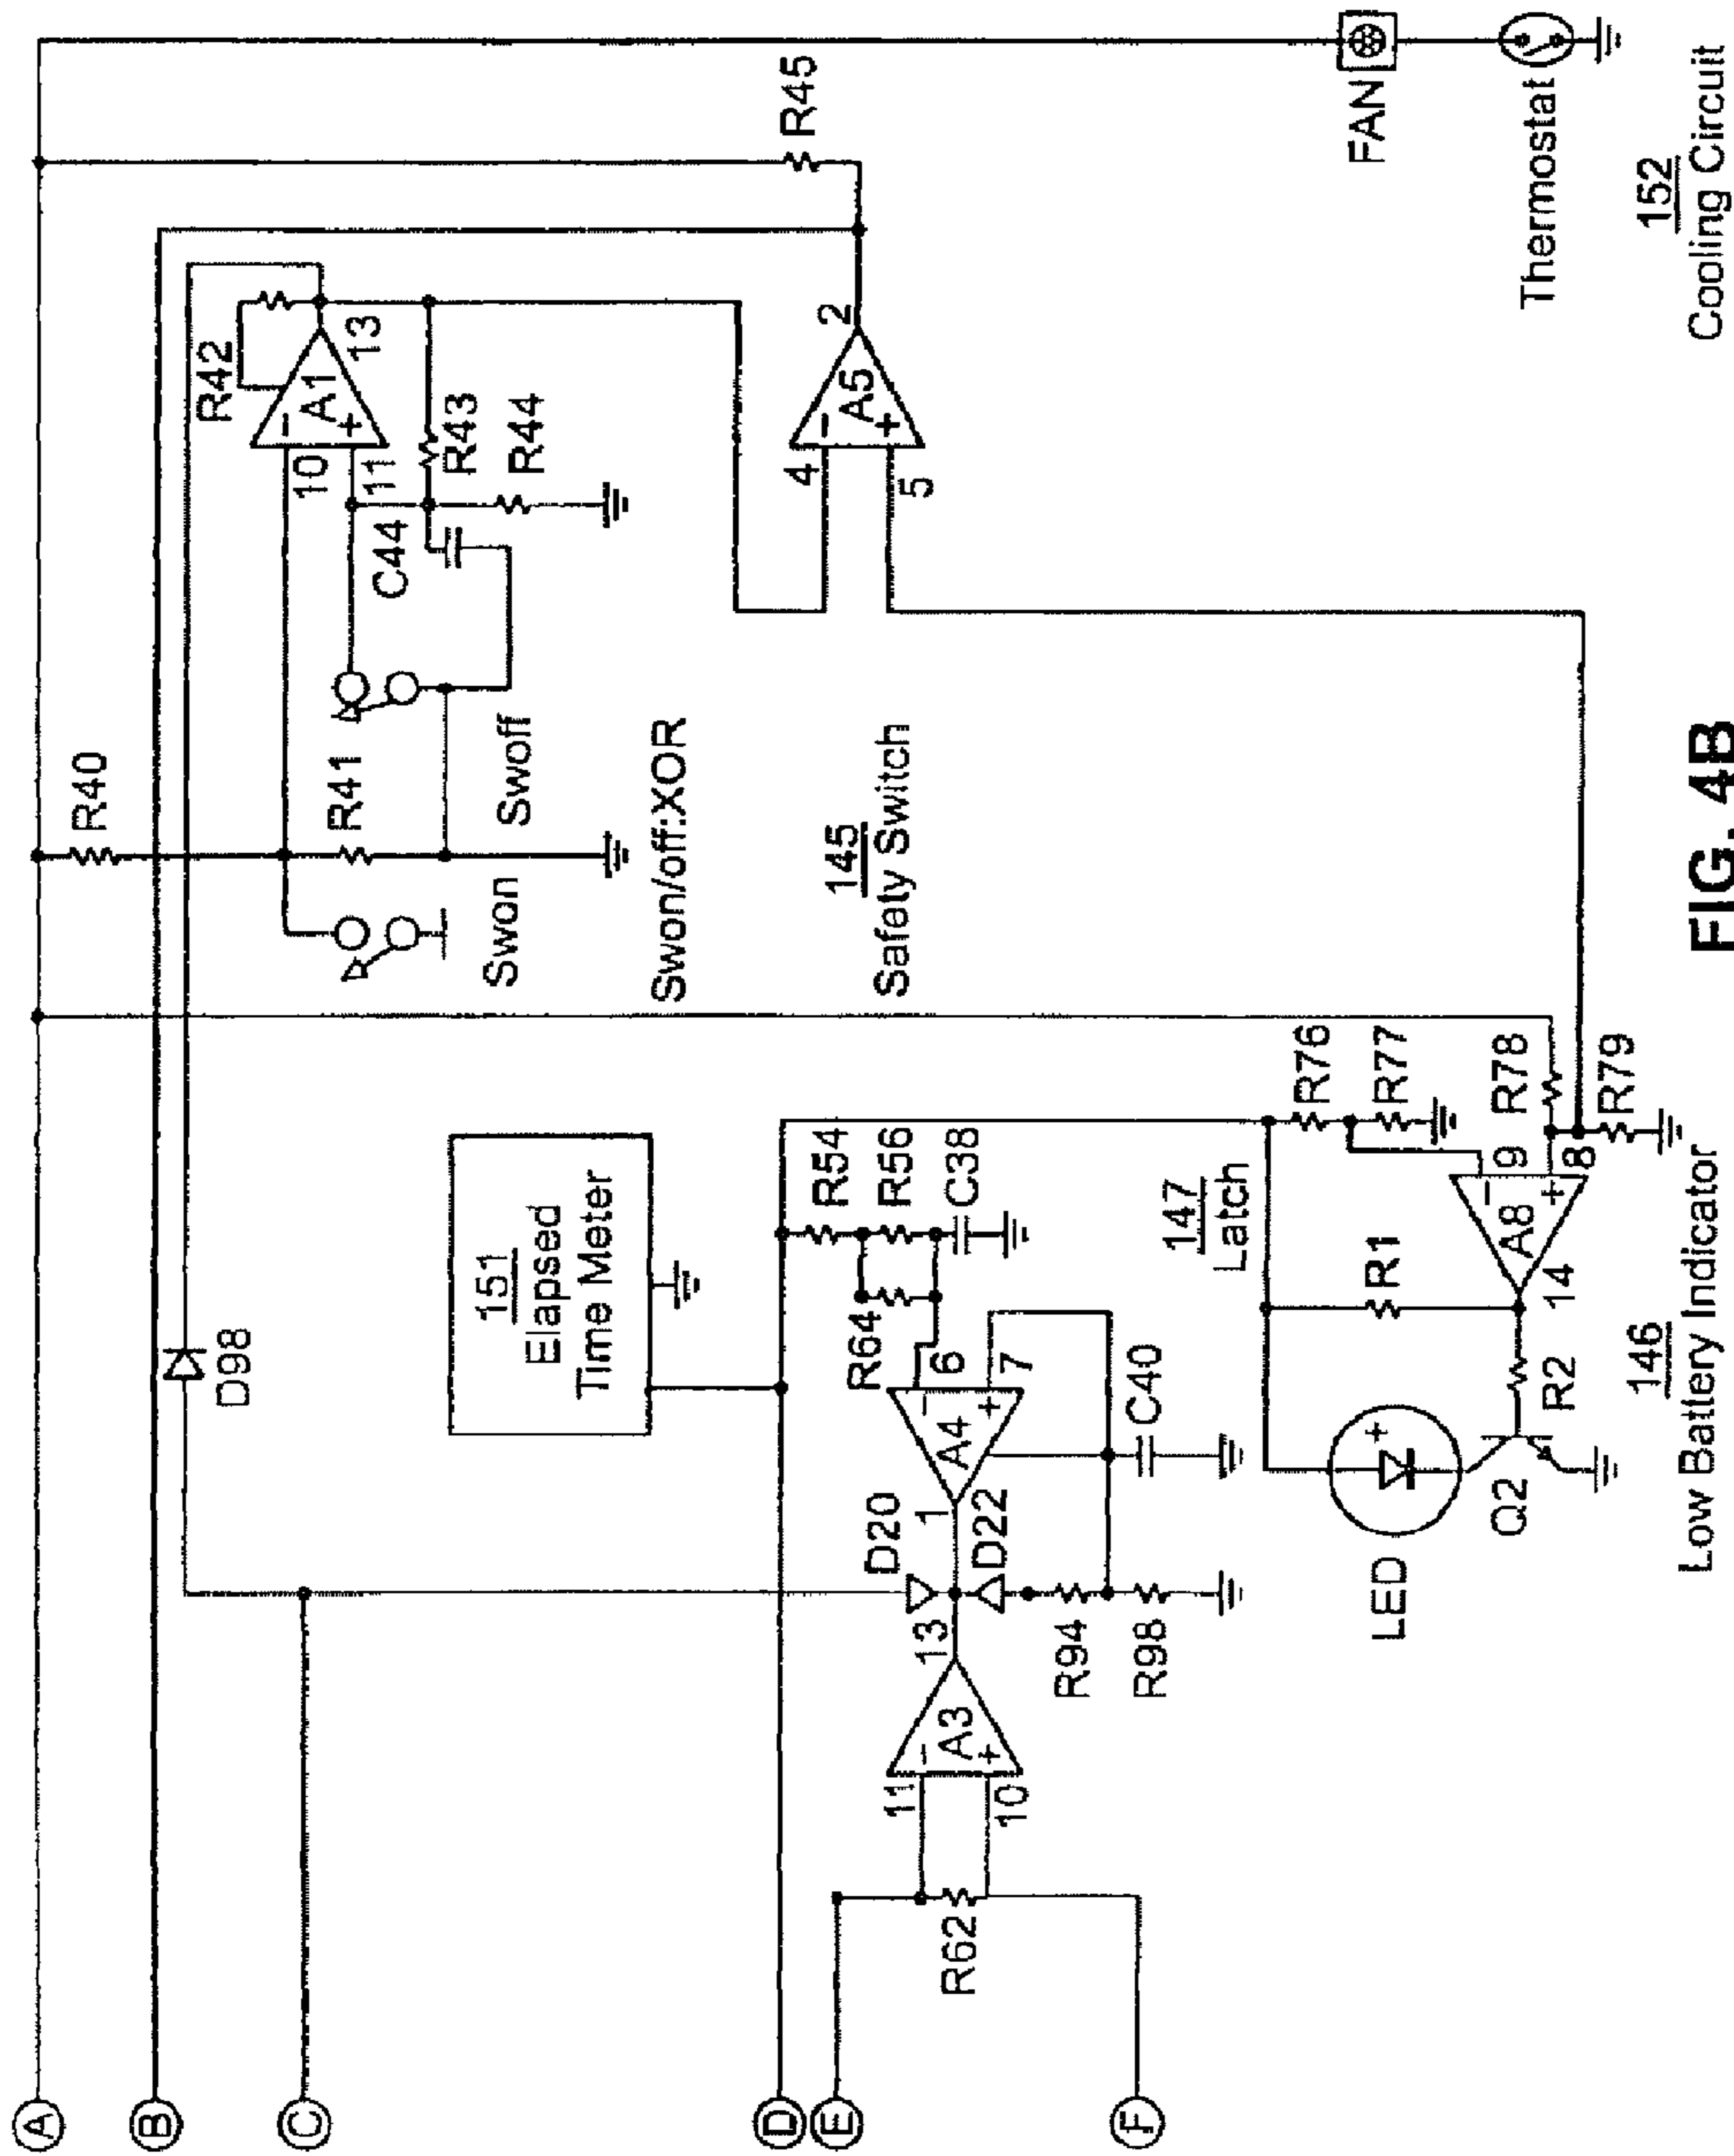 A
B
C
D
E
F
R40
R45
R42
A1
−
+
10
11
13
R43
R44
C44
R41
Swoff
Swon
Swon/off:XOR
145
Safety Switch
A5
−
+
4
5
2
FAN
Thermostat
152
Cooling Circuit
D98
151
Elapsed
Time Meter
R54
R56
C38
R64
6
7
−
+
A4
1
C40
D20
D22
13
R94
R98
A3
−
+
11
10
R62
147
Latch
R76
R77
R78
R79
9
8
−
+
A8
14
R1
R2
Q2
LED
+
146
Low Battery Indicator
FIG. 4B